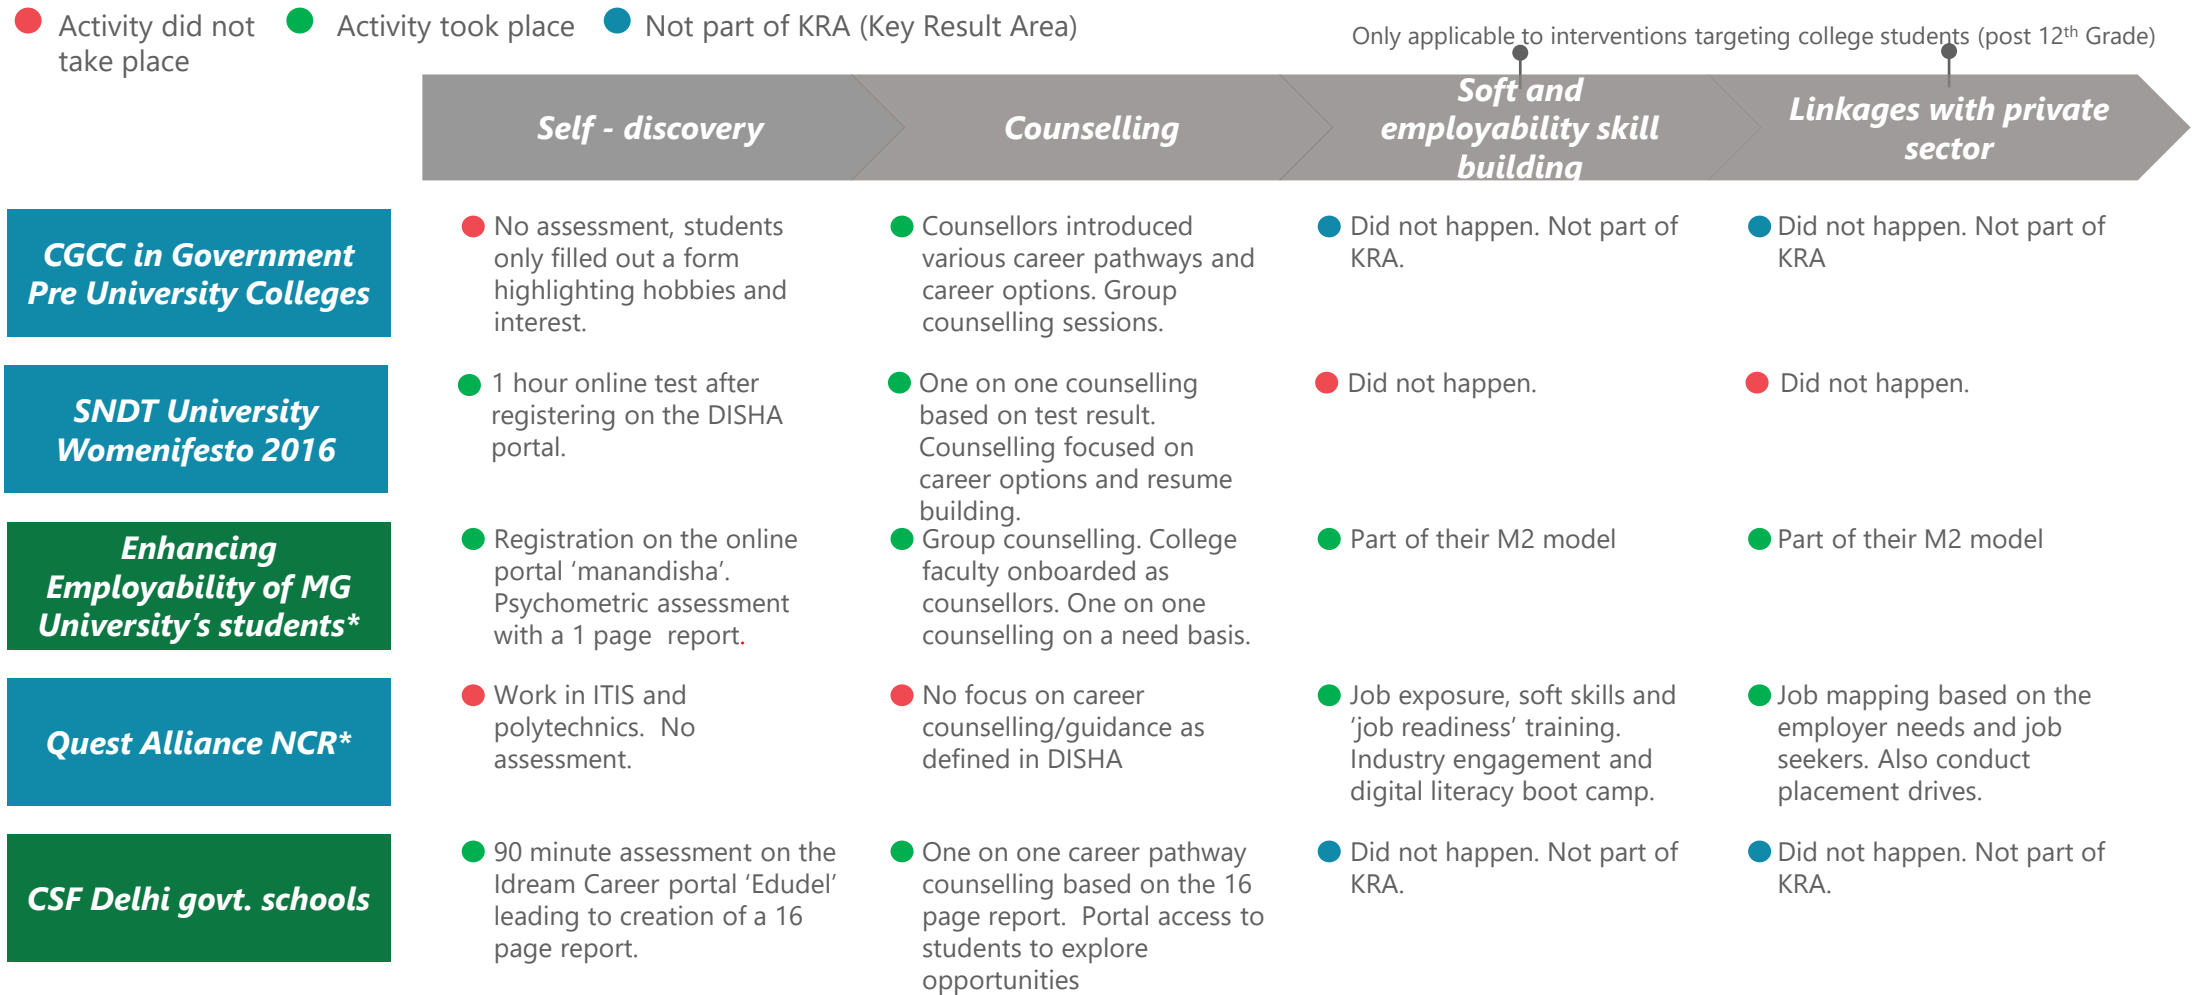 Activity did not
take place
Activity took place
Not part of KRA (Key Result Area)
Only applicable to interventions targeting college students (post 12th Grade)
Self - discovery
Counselling
Soft and
employability skill
building
Linkages with private
sector
CGCC in Government
Pre University Colleges
No assessment, students
only filled out a form
highlighting hobbies and
interest.
Counsellors introduced
various career pathways and
career options. Group
counselling sessions.
Did not happen. Not part of
KRA.
Did not happen. Not part of
KRA
SNDT University
Womenifesto 2016
1 hour online test after
registering on the DISHA
portal.
One on one counselling
based on test result.
Counselling focused on
career options and resume
building.
Did not happen.
Did not happen.
Enhancing
Employability of MG
University’s students*
Registration on the online
portal ‘manandisha’.
Psychometric assessment
with a 1 page  report.
Group counselling. College
faculty onboarded as
counsellors. One on one
counselling on a need basis.
Part of their M2 model
Part of their M2 model
Quest Alliance NCR*
Work in ITIS and
polytechnics.  No
assessment.
No focus on career
counselling/guidance as
defined in DISHA
Job exposure, soft skills and
‘job readiness’ training.
Industry engagement and
digital literacy boot camp.
Job mapping based on the
employer needs and job
seekers. Also conduct
placement drives.
CSF Delhi govt. schools
90 minute assessment on the
Idream Career portal ‘Edudel’
leading to creation of a 16
page report.
One on one career pathway
counselling based on the 16
page report.  Portal access to
students to explore
opportunities
Did not happen. Not part of
KRA.
Did not happen. Not part of
KRA.